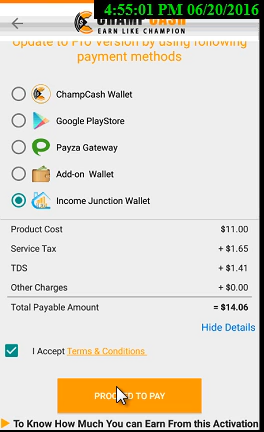 4:55:01 PM 06/20/2016
CHAMPCASH
EARN LIKE CHAMPION
Update to Pro Version by using following
payment methods
ChampCash Wallet
Google PlayStore
Payza Gateway
Add-on Wallet
Income Junction Wallet
Product Cost $11.00
Service Tax + $1.65
TDS + $1.41
Other Charges + $0.00
Total Payable Amount = $14.06
Hide Details
I Accept Terms & Conditions
PROCEED TO PAY
To Know How Much You can Earn From this Activation